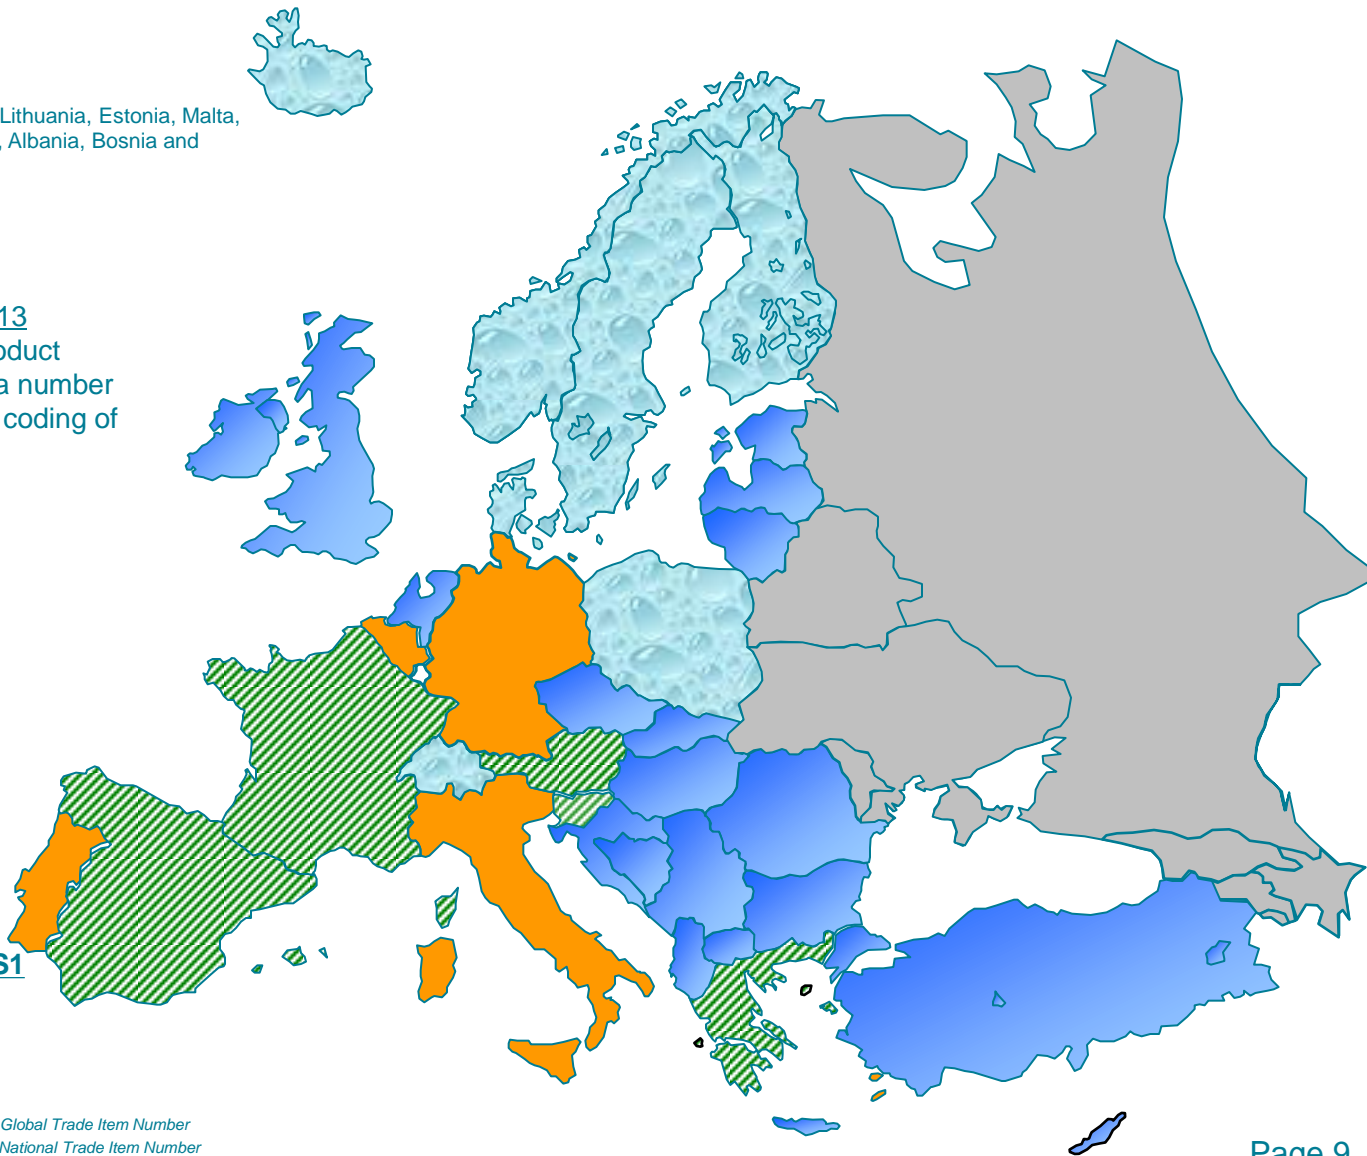 Lithuania, Estonia, Malta,
, Albania, Bosnia and
13
oduct
a number
coding of
S1
Global Trade Item Number
National Trade Item Number
Page 9